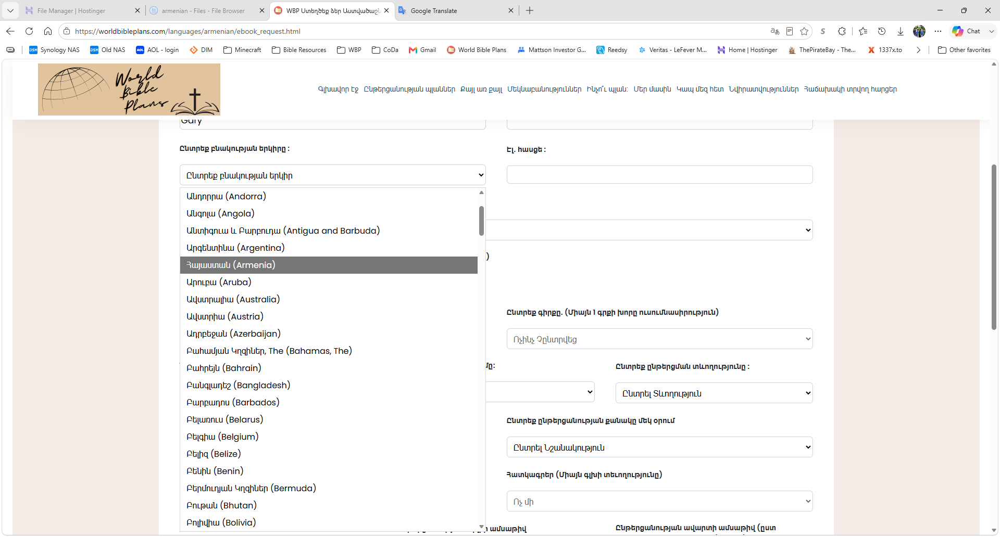 File Manager | Hostinger
armenian - Files - File Browser
WBP Ստեղծեք ձեր Աստվածաշն
Google Translate
https://worldbibleplans.com/languages/armenian/ebook_request.html
Chat
Synology NAS
Old NAS
AOL - login
DIM
Minecraft
Bible Resources
WBP
CoDa
Gmail
World Bible Plans
Mattson Investor G...
Reedsy
Veritas - LeFever M...
Home | Hostinger
ThePirateBay - The...
1337x.to
Other favorites
World
Bible
Plans
Գլխավոր էջ Ընթերցանության պլաններ Քայլ առ քայլ Մեկնաբանություններ Ինչո՞ւ պլան: Մեր մասին Կապ մեզ հետ Նվիրատվություններ Հաճախակի տրվող հարցեր
Gary
Ընտրեք բնակության երկիրը :
Էլ. հասցե :
Ընտրեք բնակության երկիր
Անդորրա (Andorra)
Անգոլա (Angola)
Անտիգուա և Բարբուդա (Antigua and Barbuda)
Արգենտինա (Argentina)
Հայաստան (Armenia)
)
Արուբա (Aruba)
Ավստրալիա (Australia)
Ավստրիա (Austria)
Ընտրեք գիրքը. (Միայն 1 գրքի խորը ուսումնասիրություն)
Ադրբեջան (Azerbaijan)
Ոչինչ Չընտրվեց
Բահամյան Կղզիներ, The (Bahamas, The)
Բահրեյն (Bahrain)
մը:
Ընտրեք ընթերցման տևողությունը :
Բանգլադեշ (Bangladesh)
Ընտրել Տևողություն
Բարբադոս (Barbados)
Բելառուս (Belarus)
Ընտրեք ընթերցանության քանակը մեկ օրում
Բելգիա (Belgium)
Ընտրել Նշանակություն
Բելիզ (Belize)
Բենին (Benin)
Հատկագրեր (Միայն գլխի տեւողությունը)
Բերմուդյան Կղզիներ (Bermuda)
Բութան (Bhutan)
Ոչ մի
Բոլիվիա (Bolivia)
ամսաթիվ
Ընթերցանության ավարտի ամսաթիվ (ըստ